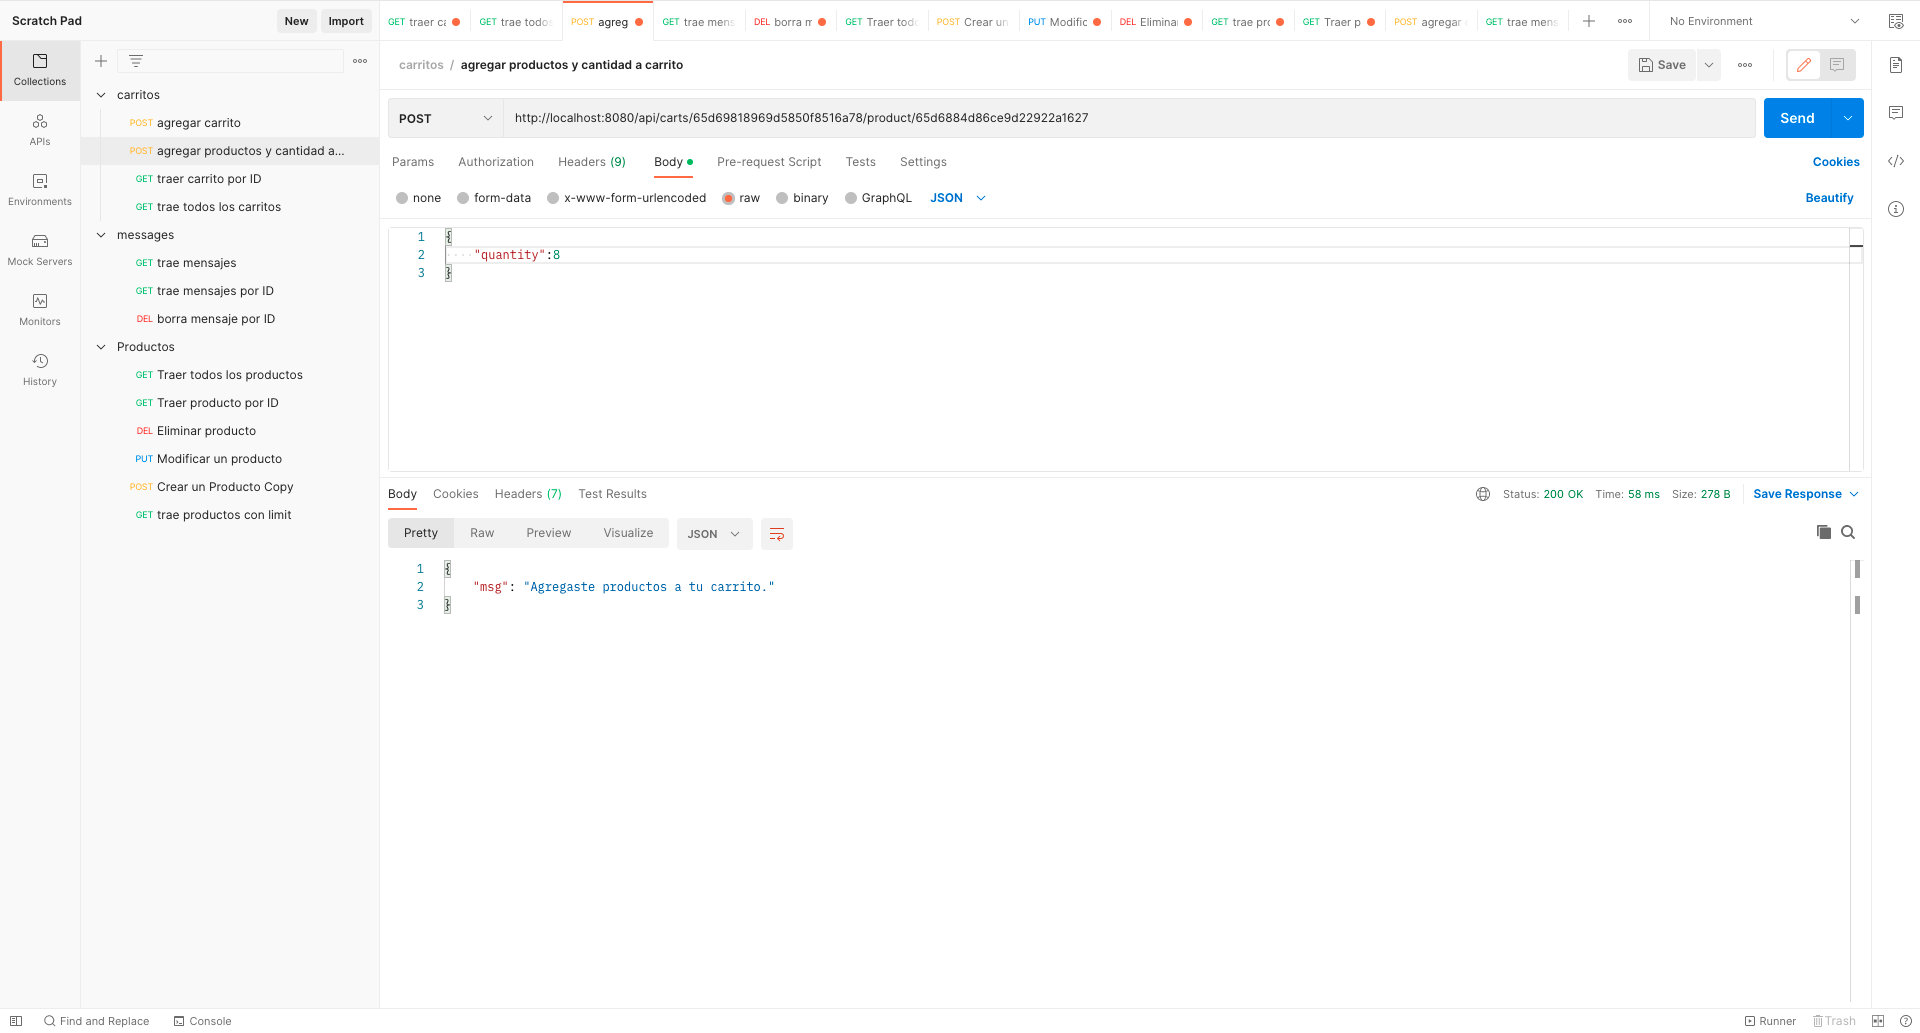 Scratch Pad
New
Import
GET traer ca
GET trae todos
POST agreg
GET trae mens
DEL borra m
GET Traer tod
POST Crear un
PUT Modific
DEL Elimina
GET trae pro
GET Traer p
POST agregar
GET trae mens
No Environment
Collections
APIs
Environments
Mock Servers
Monitors
History
carritos
POST agregar carrito
POST agregar productos y cantidad a...
GET traer carrito por ID
GET trae todos los carritos
messages
GET trae mensajes
GET trae mensajes por ID
DEL borra mensaje por ID
Productos
GET Traer todos los productos
GET Traer producto por ID
DEL Eliminar producto
PUT Modificar un producto
POST Crear un Producto Copy
GET trae productos con limit
carritos / agregar productos y cantidad a carrito
Save
POST
http://localhost:8080/api/carts/65d69818969d5850f8516a78/product/65d6884d86ce9d22922a1627
Send
Params Authorization Headers (9) Body Pre-request Script Tests Settings
Cookies
none form-data x-www-form-urlencoded raw binary GraphQL JSON
Beautify
1 {
2 "quantity":8
3 }
Body Cookies Headers (7) Test Results
Status: 200 OK Time: 58 ms Size: 278 B
Save Response
Pretty Raw Preview Visualize JSON
1 {
2 "msg": "Agregaste productos a tu carrito."
3 }
Find and Replace
Console
Runner
Trash